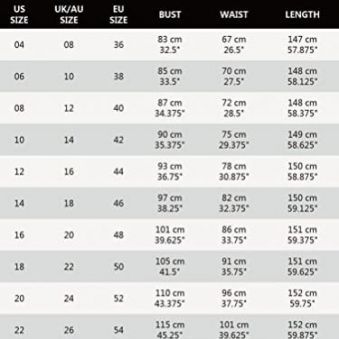 US SIZE UK/AU SIZE EU SIZE BUST WAIST LENGTH
04 08 36 83 cm 32.5" 67 cm 26.5" 147 cm 57.875"
06 10 38 85 cm 33.5" 70 cm 27.5" 148 cm 58.125"
08 12 40 87 cm 34.375" 72 cm 28.5" 148 cm 58.375"
10 14 42 90 cm 35.375" 75 cm 29.375" 149 cm 58.625"
12 16 44 93 cm 36.75" 78 cm 30.875" 150 cm 58.875"
14 18 46 97 cm 38.25" 82 cm 32.375" 150 cm 59.125"
16 20 48 101 cm 39.625" 86 cm 33.75" 151 cm 59.375"
18 22 50 105 cm 41.5" 91 cm 35.75" 151 cm 59.625"
20 24 52 110 cm 43.375" 96 cm 37.75" 152 cm 59.75"
22 26 54 115 cm 45.25" 101 cm 39.625" 152 cm 59.875"